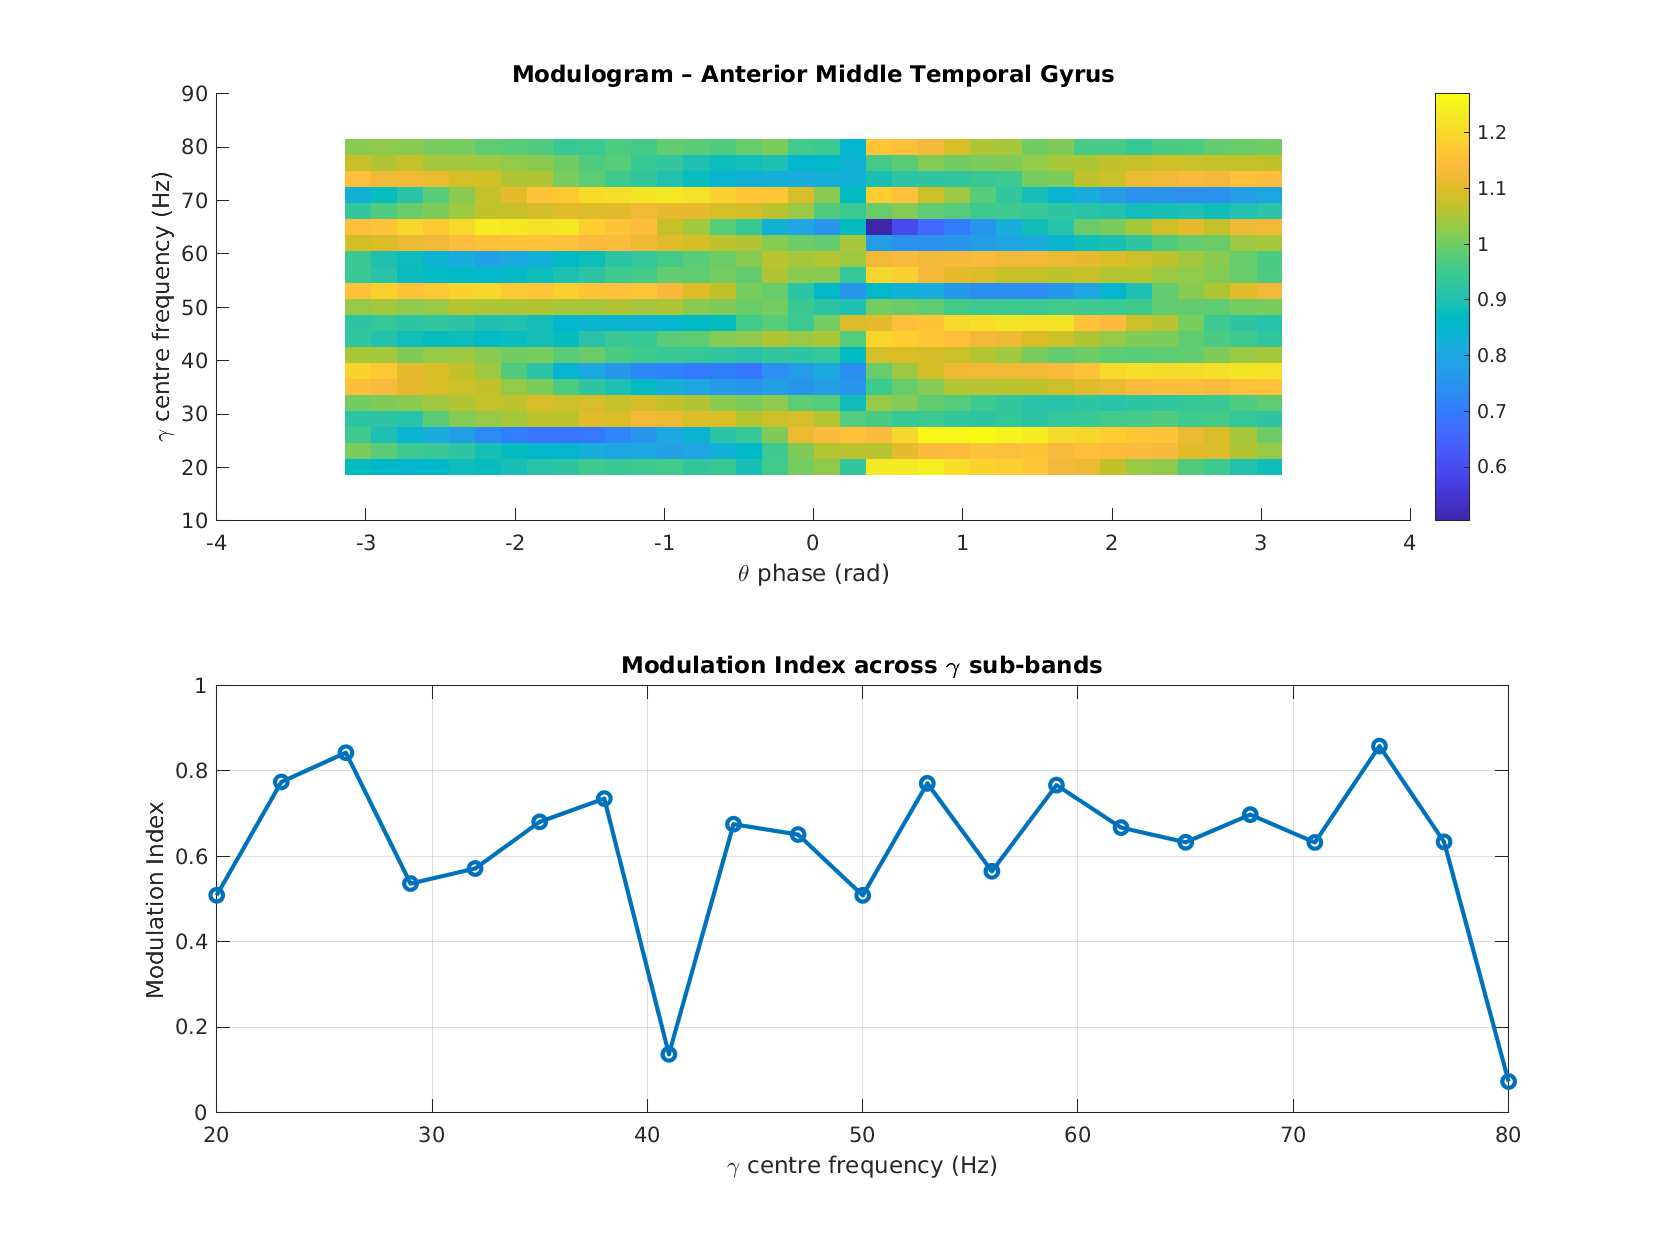 Modulogram – Anterior Middle Temporal Gyrus
90
80
70
60
50
40
30
20
10
γ centre frequency (Hz)
-4 -3 -2 -1 0 1 2 3 4
θ phase (rad)
1.2
1.1
1
0.9
0.8
0.7
0.6
Modulation Index across γ sub-bands
1
0.8
0.6
0.4
0.2
0
Modulation Index
20 30 40 50 60 70 80
γ centre frequency (Hz)